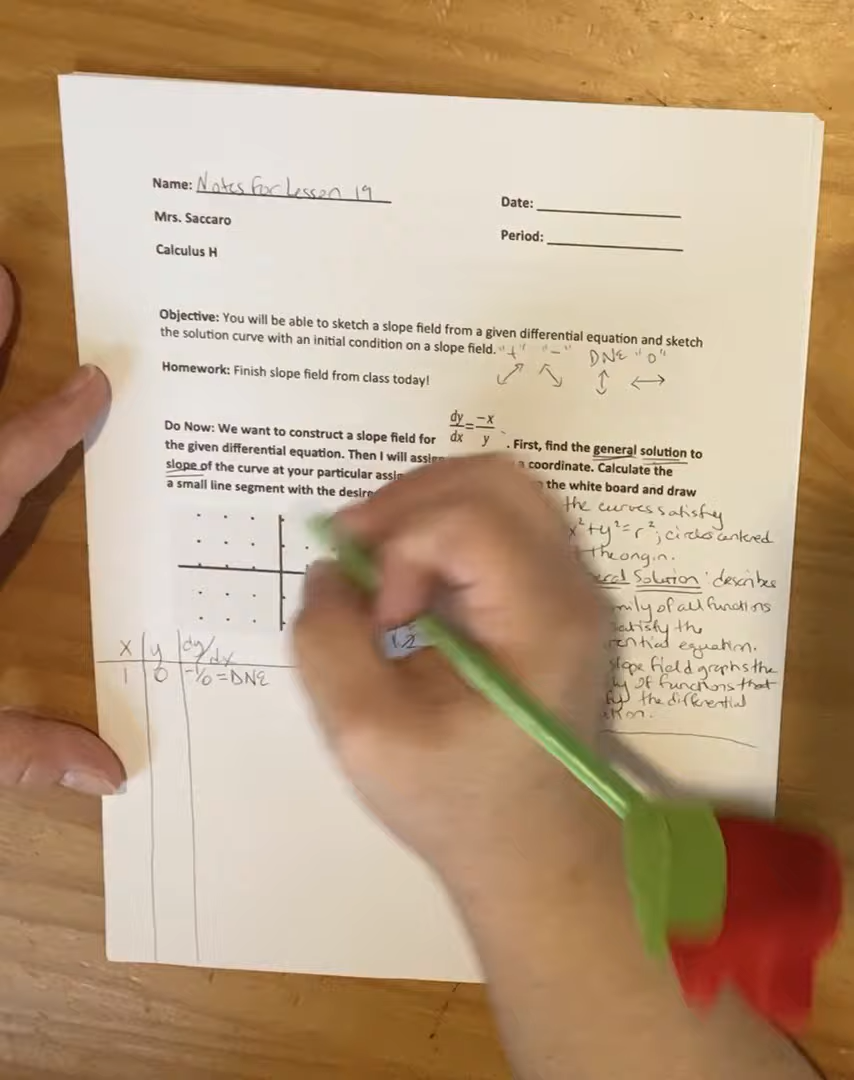 Name: Notes for Lesson 19
Date:
Mrs. Saccaro
Period:
Calculus H
Objective: You will be able to sketch a slope field from a given differential equation and sketch
the solution curve with an initial condition on a slope field. "+" "-" DNE "0"
Homework: Finish slope field from class today!
Do Now: We want to construct a slope field for dy/dx = -x/y . First, find the general solution to
the given differential equation. Then I will coordinate. Calculate the
slope of the curve at your particular the white board and draw
a small line segment with the
the curves satisfy
x²+y²=r²; circles centered
the origin.
Solution: describes
of all functions
satisfy the
equation.
slope field graphs the
of functions that
the differential
x y dy/dx
1 0 -1/0 = DNE